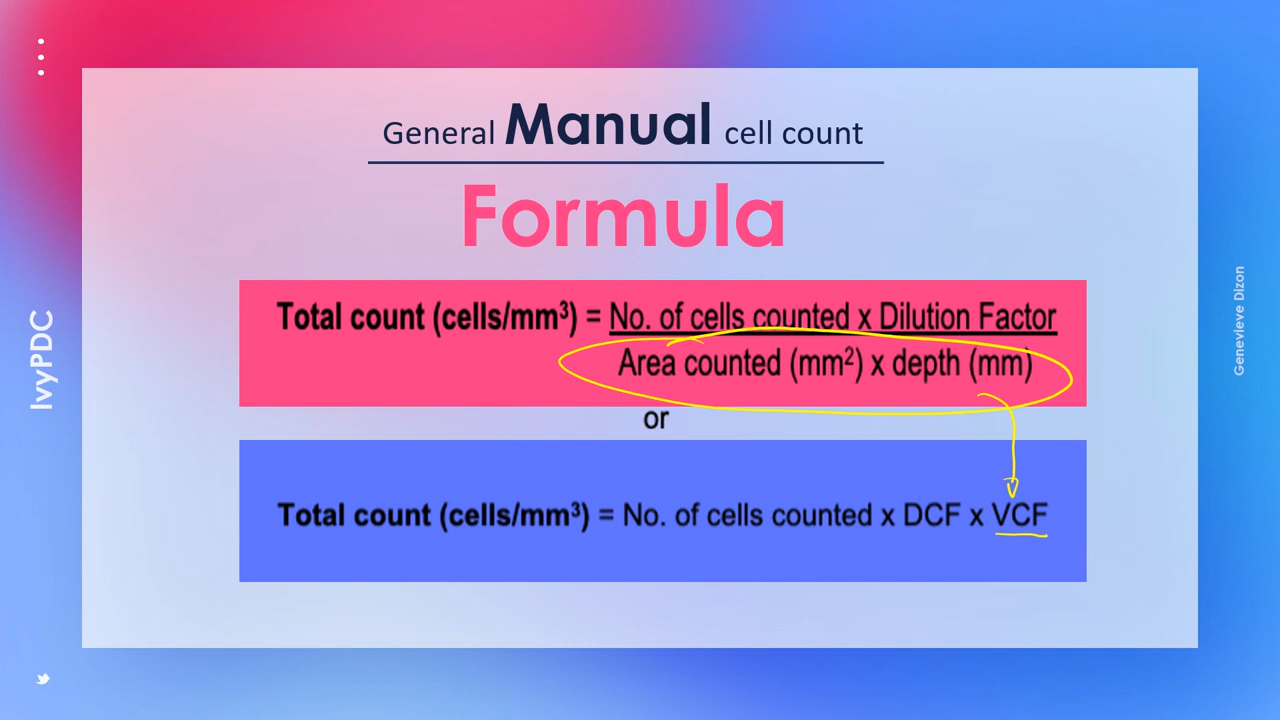 General Manual cell count
Formula
Total count (cells/mm³) = No. of cells counted x Dilution Factor
Area counted (mm²) x depth (mm)
or
Total count (cells/mm³) = No. of cells counted x DCF x VCF
IvyPDC
Genevieve Dizon